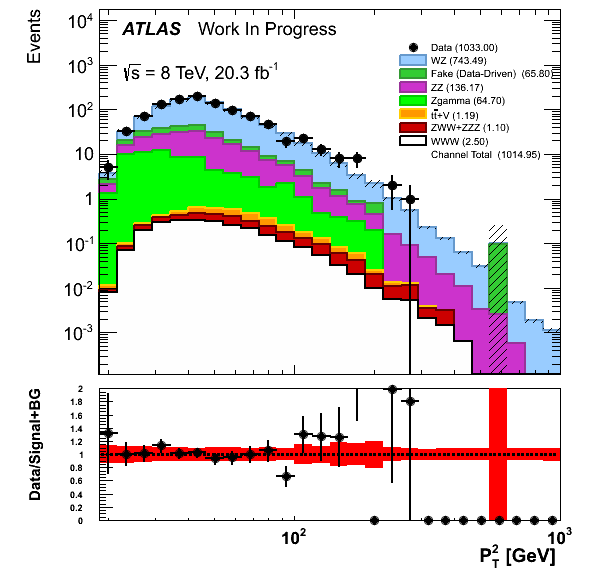 ATLAS Work In Progress
√s = 8 TeV, 20.3 fb⁻¹
Events
Data (1033.00)
WZ (743.49)
Fake (Data-Driven) (65.80)
ZZ (136.17)
Zgamma (64.70)
tt̄+V (1.19)
ZWW+ZZZ (1.10)
WWW (2.50)
Channel Total (1014.95)
10⁴
10³
10²
10
1
10⁻¹
10⁻²
10⁻³
Data/Signal+BG
2
1.8
1.6
1.4
1.2
1
0.8
0.6
0.4
0.2
0
10²
10³
P_T² [GeV]